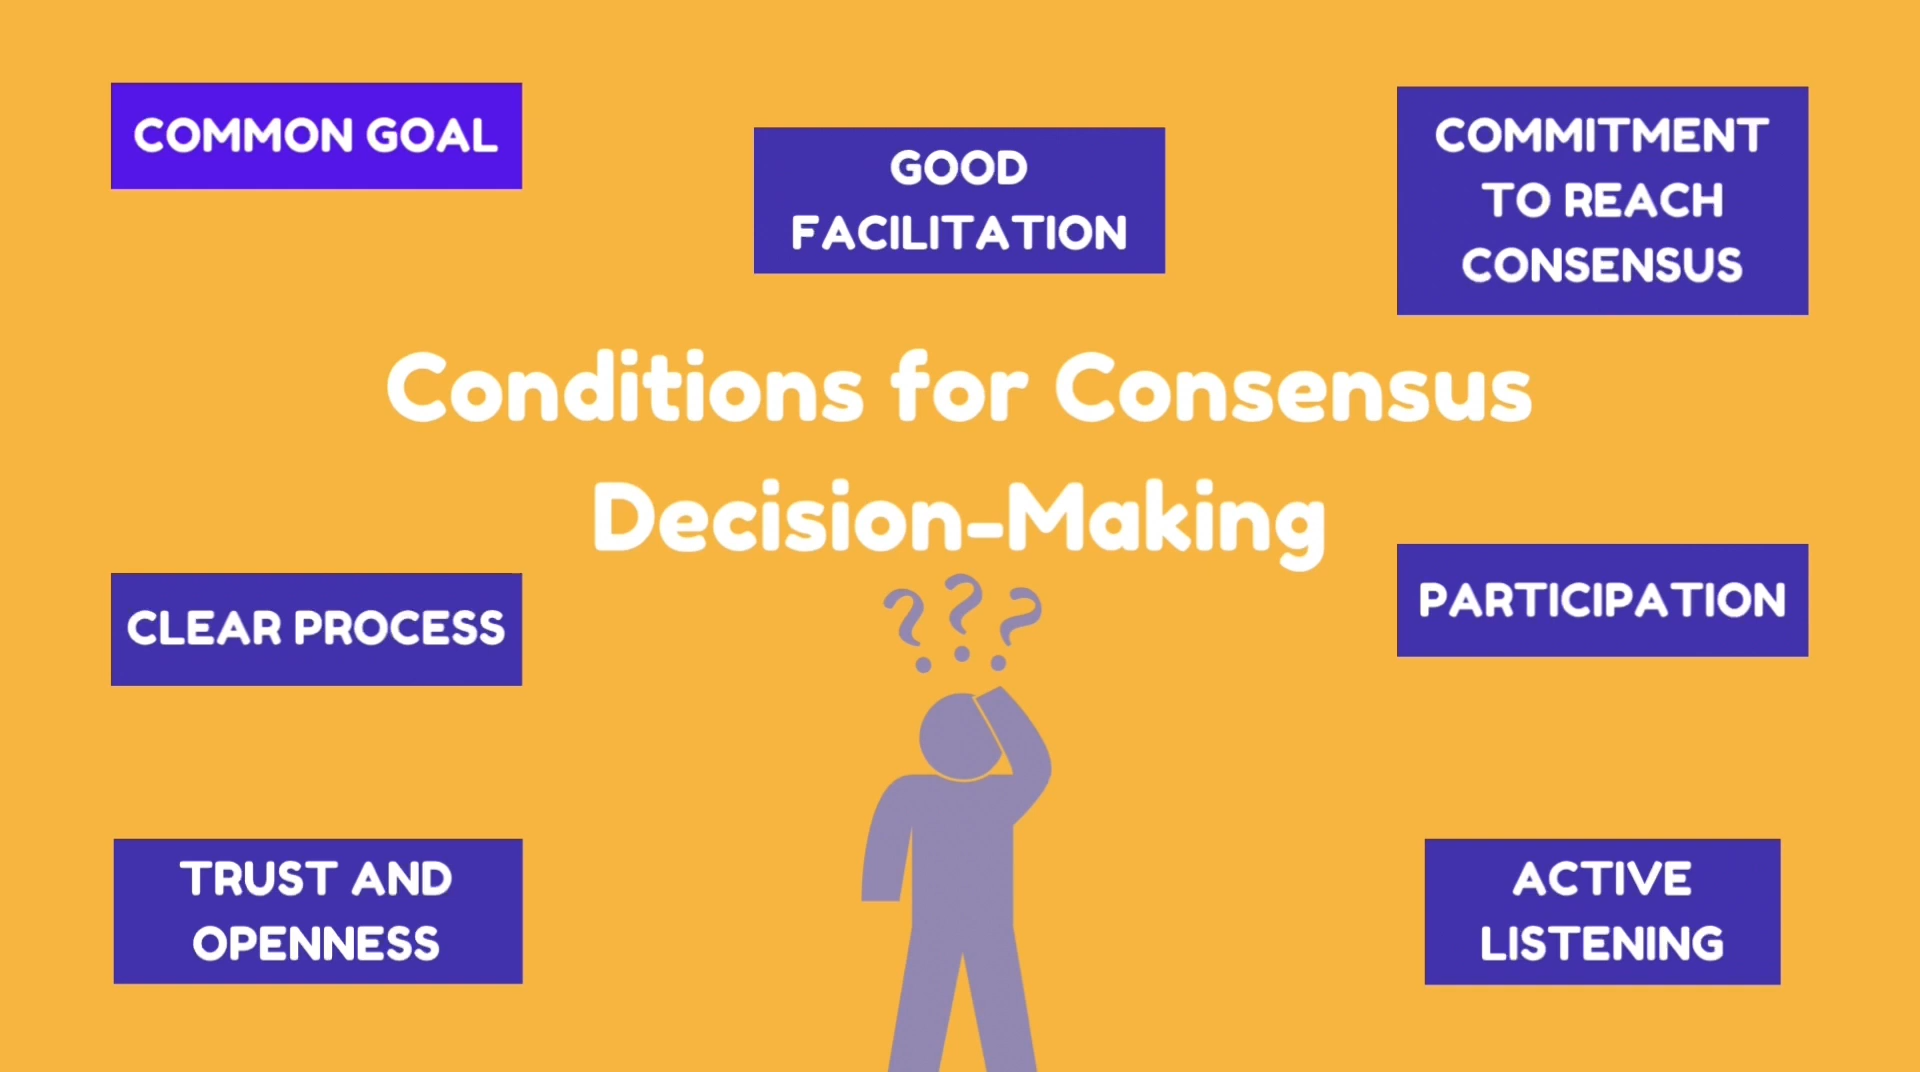 COMMON GOAL
GOOD
FACILITATION
COMMITMENT
TO REACH
CONSENSUS
Conditions for Consensus
Decision-Making
CLEAR PROCESS
PARTICIPATION
???
TRUST AND
OPENNESS
ACTIVE
LISTENING